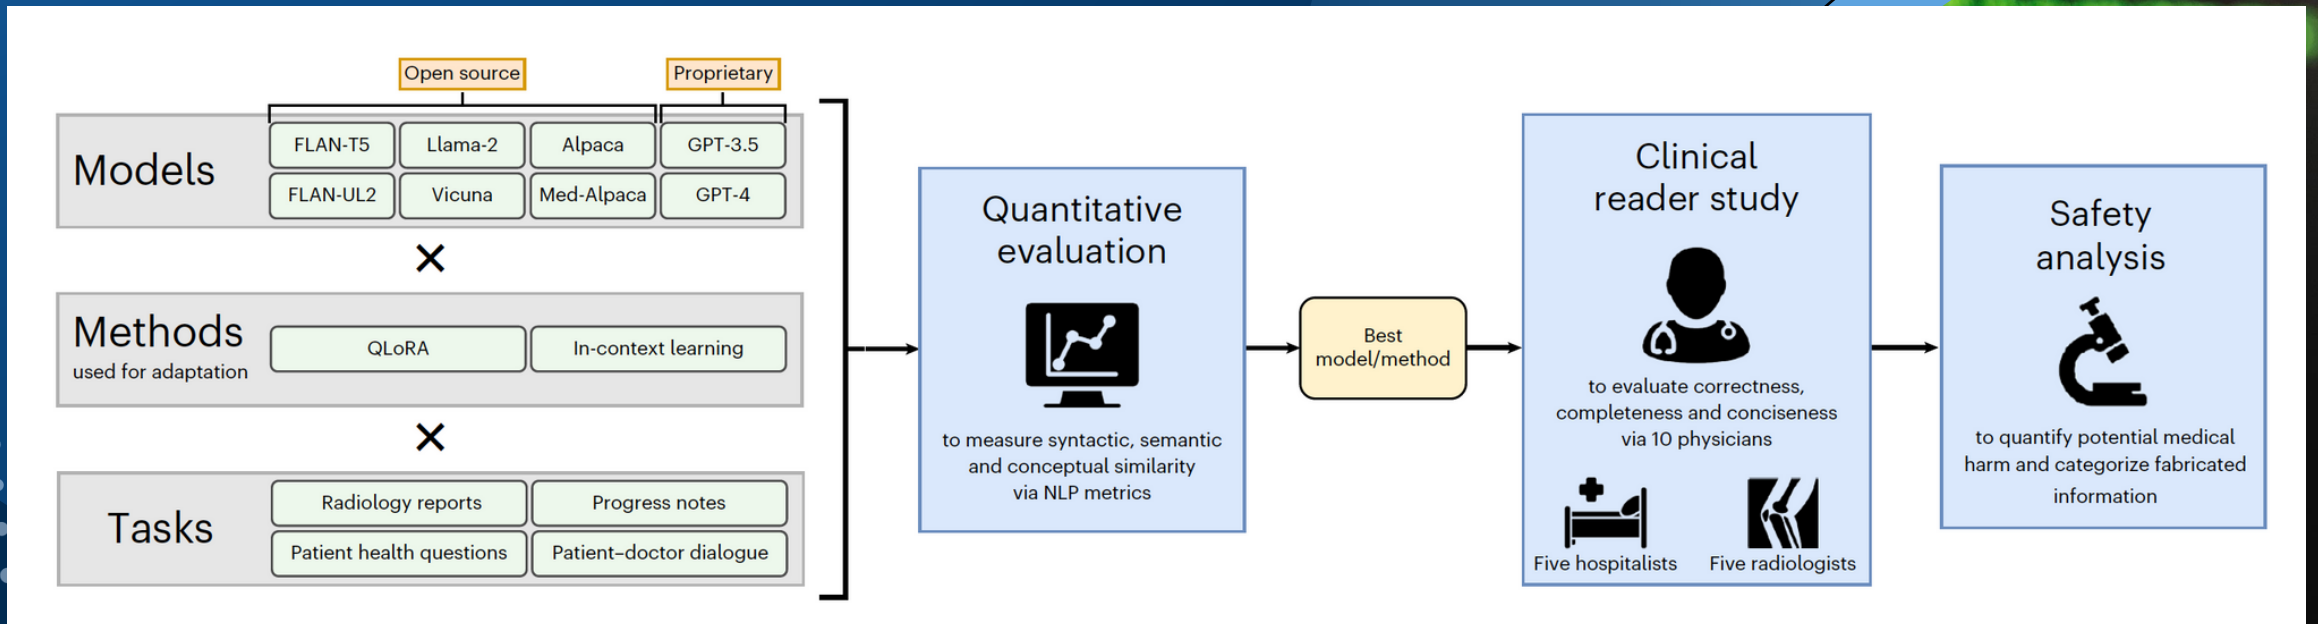 Open source
Proprietary
Models
FLAN-T5
Llama-2
Alpaca
GPT-3.5
FLAN-UL2
Vicuna
Med-Alpaca
GPT-4
Methods
used for adaptation
QLoRA
In-context learning
Tasks
Radiology reports
Progress notes
Patient health questions
Patient–doctor dialogue
Quantitative
evaluation
to measure syntactic, semantic
and conceptual similarity
via NLP metrics
Best
model/method
Clinical
reader study
to evaluate correctness,
completeness and conciseness
via 10 physicians
Five hospitalists
Five radiologists
Safety
analysis
to quantify potential medical
harm and categorize fabricated
information